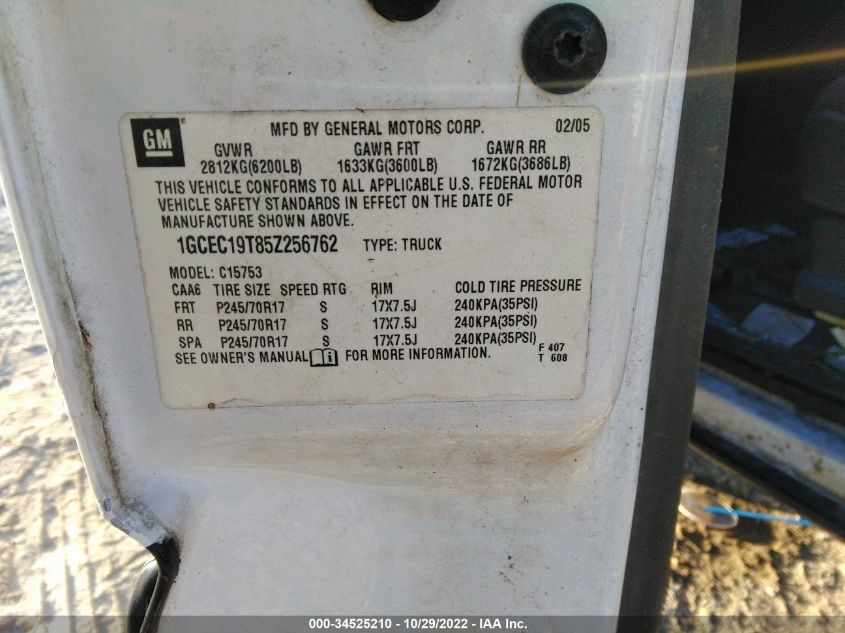 GM
MFD BY GENERAL MOTORS CORP. 02/05
GVWR GAWR FRT GAWR RR
2812KG(6200LB) 1633KG(3600LB) 1672KG(3686LB)
THIS VEHICLE CONFORMS TO ALL APPLICABLE U.S. FEDERAL MOTOR
VEHICLE SAFETY STANDARDS IN EFFECT ON THE DATE OF
MANUFACTURE SHOWN ABOVE.
1GCEC19T85Z256762 TYPE: TRUCK
MODEL: C15753
CAA6 TIRE SIZE SPEED RTG RIM COLD TIRE PRESSURE
FRT P245/70R17 S 17X7.5J 240KPA(35PSI)
RR P245/70R17 S 17X7.5J 240KPA(35PSI)
SPA P245/70R17 S 17X7.5J 240KPA(35PSI)
SEE OWNER'S MANUAL i FOR MORE INFORMATION.
F 407
T 608
000-34525210 - 10/29/2022 - IAA Inc.